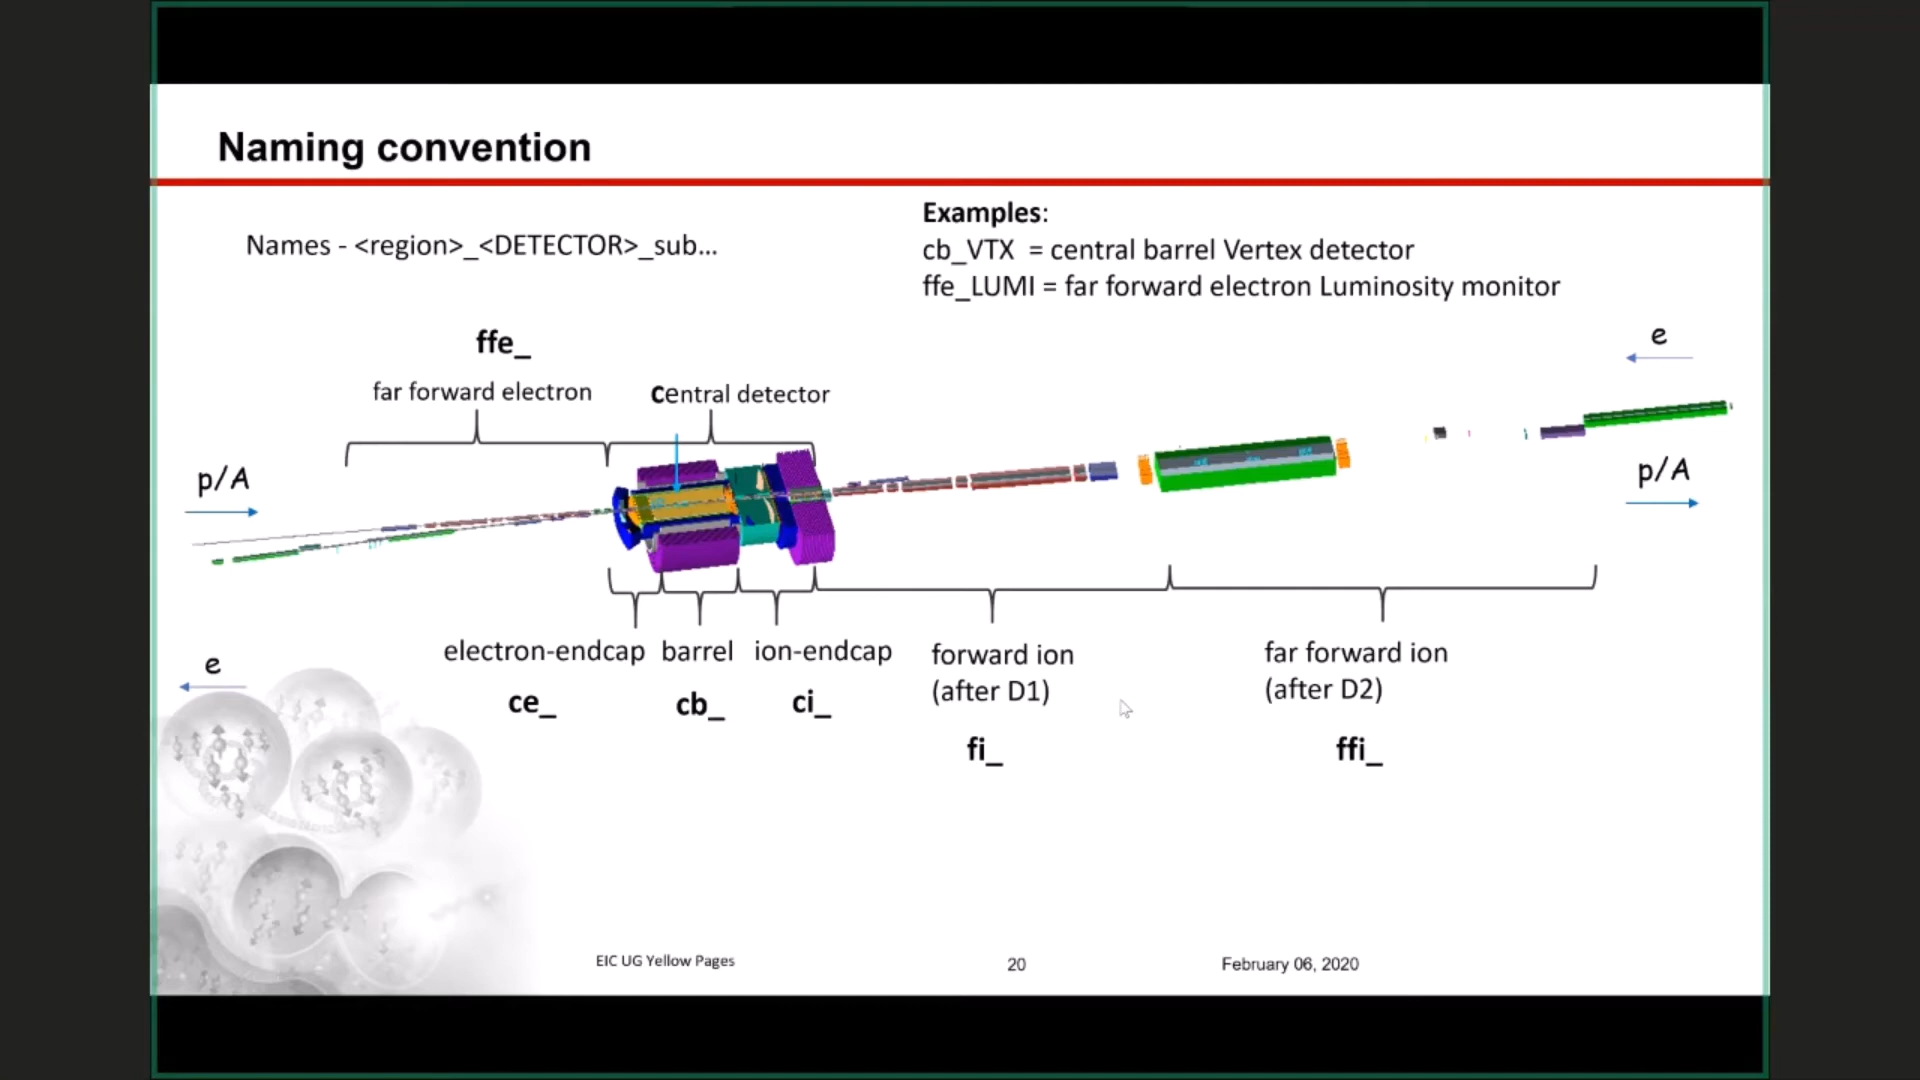 Naming convention
Names - <region>_<DETECTOR>_sub...
Examples:
cb_VTX = central barrel Vertex detector
ffe_LUMI = far forward electron Luminosity monitor
ffe_
far forward electron
central detector
e
p/A
p/A
e
electron-endcap
barrel
ion-endcap
ce_
cb_
ci_
forward ion
(after D1)
fi_
far forward ion
(after D2)
ffi_
EIC UG Yellow Pages
20
February 06, 2020